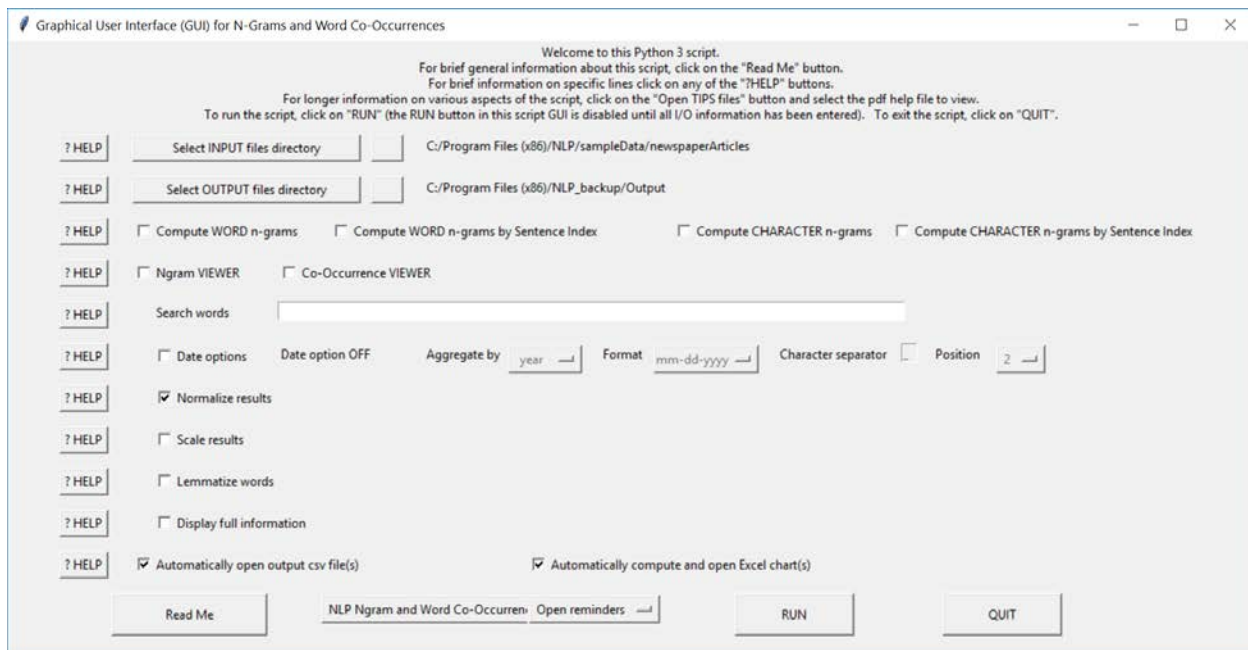 Graphical User Interface (GUI) for N-Grams and Word Co-Occurrences
Welcome to this Python 3 script.
For brief general information about this script, click on the "Read Me" button.
For brief information on specific lines click on any of the "?HELP" buttons.
For longer information on various aspects of the script, click on the "Open TIPS files" button and select the pdf help file to view.
To run the script, click on "RUN" (the RUN button in this script GUI is disabled until all I/O information has been entered). To exit the script, click on "QUIT".
? HELP Select INPUT files directory C:/Program Files (x86)/NLP/sampleData/newspaperArticles
? HELP Select OUTPUT files directory C:/Program Files (x86)/NLP_backup/Output
? HELP Compute WORD n-grams Compute WORD n-grams by Sentence Index Compute CHARACTER n-grams Compute CHARACTER n-grams by Sentence Index
? HELP Ngram VIEWER Co-Occurrence VIEWER
? HELP Search words
? HELP Date options Date option OFF Aggregate by year Format mm-dd-yyyy Character separator _ Position 2
? HELP Normalize results
? HELP Scale results
? HELP Lemmatize words
? HELP Display full information
? HELP Automatically open output csv file(s) Automatically compute and open Excel chart(s)
Read Me NLP Ngram and Word Co-Occurren Open reminders RUN QUIT